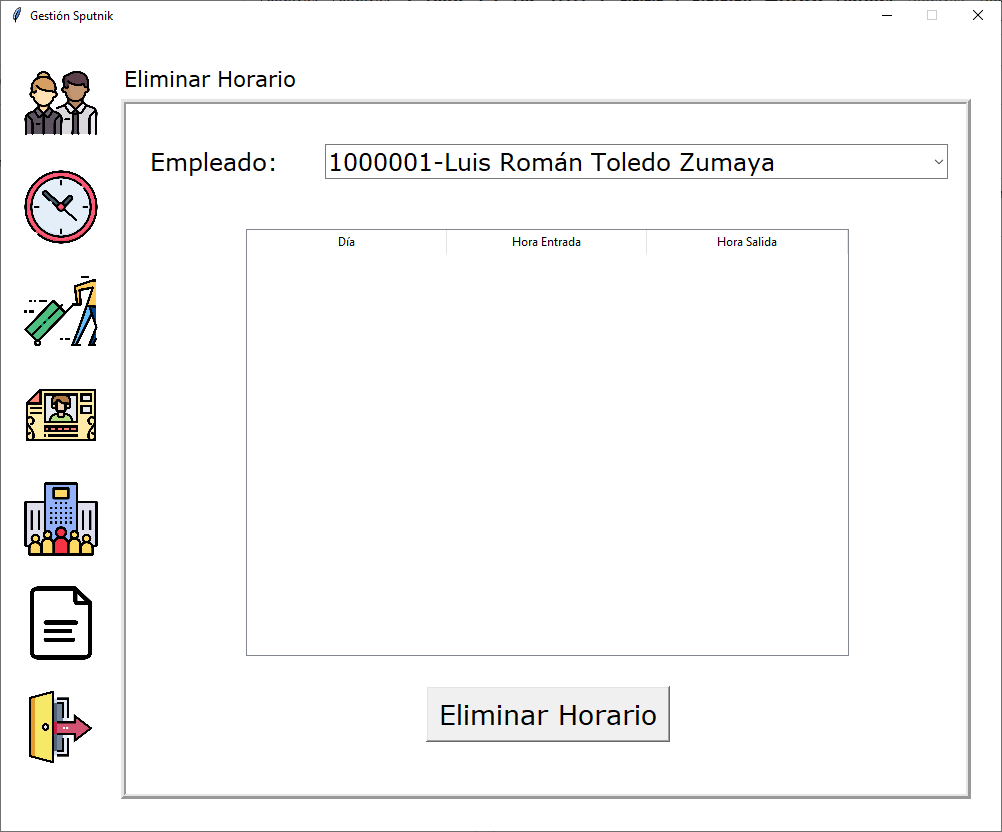 Gestión Sputnik
Eliminar Horario
Empleado: 1000001-Luis Román Toledo Zumaya
Día Hora Entrada Hora Salida
Eliminar Horario